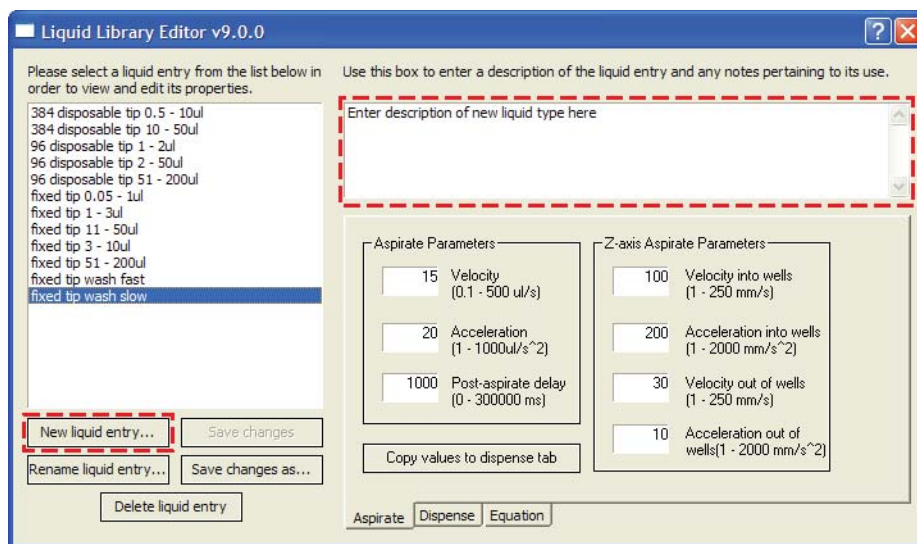 Liquid Library Editor v9.0.0
Please select a liquid entry from the list below in
order to view and edit its properties.
384 disposable tip 0.5 - 10ul
384 disposable tip 10 - 50ul
96 disposable tip 1 - 2ul
96 disposable tip 2 - 50ul
96 disposable tip 51 - 200ul
fixed tip 0.05 - 1ul
fixed tip 1 - 3ul
fixed tip 11 - 50ul
fixed tip 3 - 10ul
fixed tip 51 - 200ul
fixed tip wash fast
fixed tip wash slow
New liquid entry...
Save changes
Rename liquid entry...
Save changes as...
Delete liquid entry
Use this box to enter a description of the liquid entry and any notes pertaining to its use.
Enter description of new liquid type here
Aspirate Parameters
15 Velocity
(0.1 - 500 ul/s)
20 Acceleration
(1 - 1000ul/s^2)
1000 Post-aspirate delay
(0 - 300000 ms)
Copy values to dispense tab
Z-axis Aspirate Parameters
100 Velocity into wells
(1 - 250 mm/s)
200 Acceleration into wells
(1 - 2000 mm/s^2)
30 Velocity out of wells
(1 - 250 mm/s)
10 Acceleration out of
wells(1 - 2000 mm/s^2)
Aspirate
Dispense
Equation